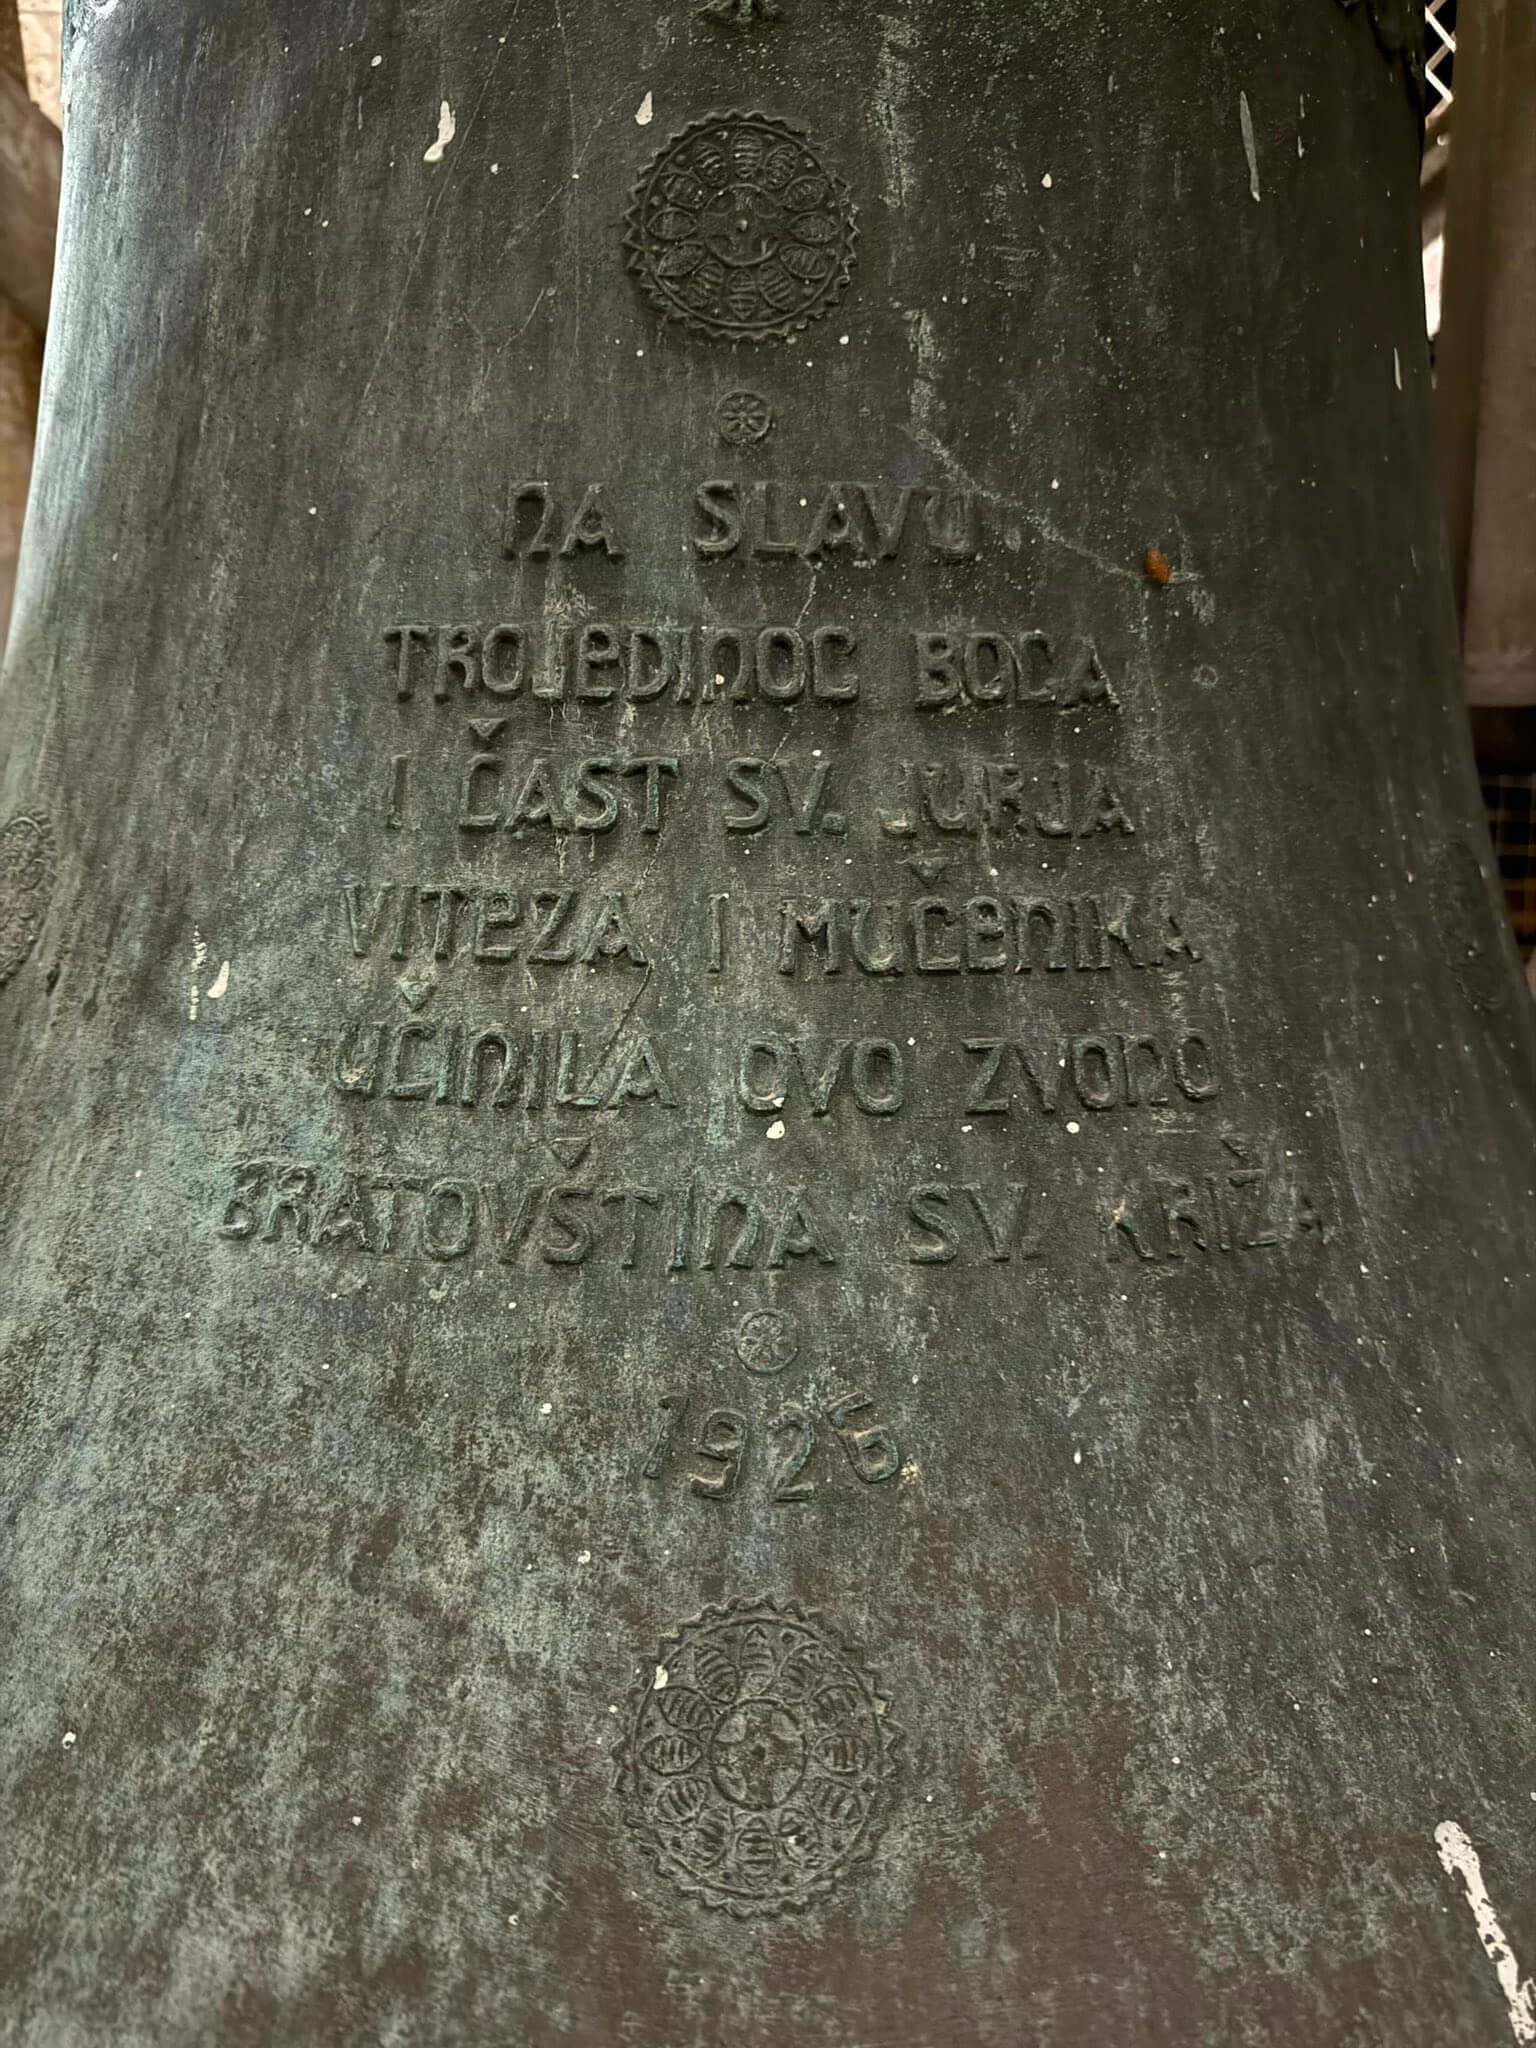 NA SLAVU
TROJEDINOG BOGA
I ČAST SV. JURJA
VITEZA I MUČENIKA
UČINILA OVO ZVONO
BRATOVŠTINA SV. KRIŽA
1926